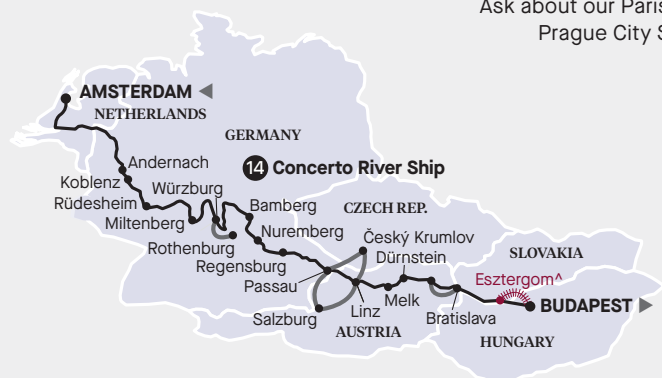 Ask about our Paris
Prague City S
AMSTERDAM
NETHERLANDS
GERMANY
Andernach
14 Concerto River Ship
Koblenz
Würzburg
Rüdesheim
Bamberg
CZECH REP.
Miltenberg
Nuremberg
Český Krumlov
Rothenburg
Dürnstein
SLOVAKIA
Regensburg
Passau
Esztergom^
BUDAPEST
Linz
Melk
Salzburg
Bratislava
AUSTRIA
HUNGARY